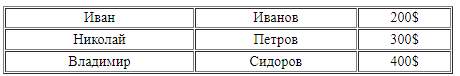 Иван Иванов 200$
Николай Петров 300$
Владимир Сидоров 400$